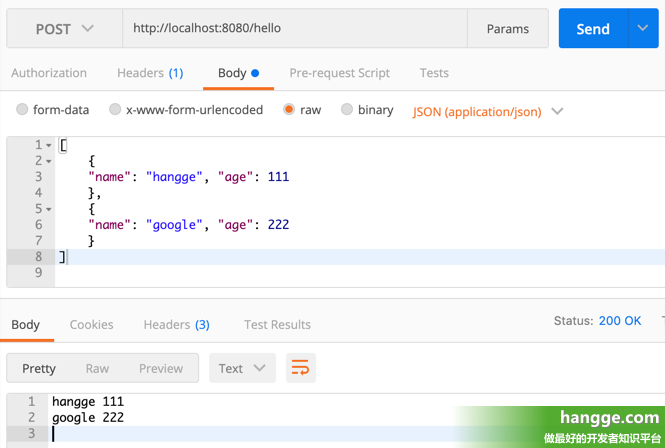 POST http://localhost:8080/hello Params Send
Authorization Headers (1) Body Pre-request Script Tests
form-data x-www-form-urlencoded raw binary JSON (application/json)
1 [
2 {
3 "name": "hangge", "age": 111
4 },
5 {
6 "name": "google", "age": 222
7 }
8 ]
9
Body Cookies Headers (3) Test Results Status: 200 OK
Pretty Raw Preview Text
1 hangge 111
2 google 222
3
hangge.com
做最好的开发者知识平台